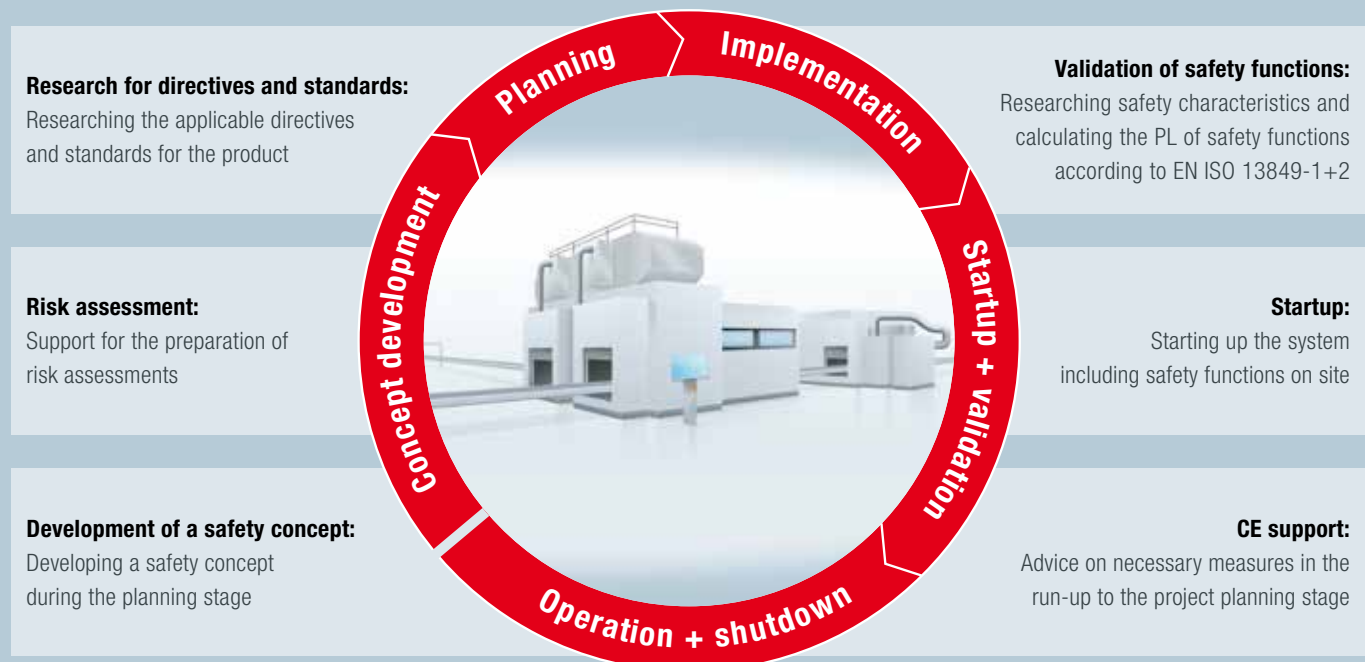 Research for directives and standards:
Researching the applicable directives
and standards for the product
Risk assessment:
Support for the preparation of
risk assessments
Development of a safety concept:
Developing a safety concept
during the planning stage
Concept development
Planning
Implementation
Startup + validation
Operation + shutdown
Validation of safety functions:
Researching safety characteristics and
calculating the PL of safety functions
according to EN ISO 13849-1+2
Startup:
Starting up the system
including safety functions on site
CE support:
Advice on necessary measures in the
run-up to the project planning stage